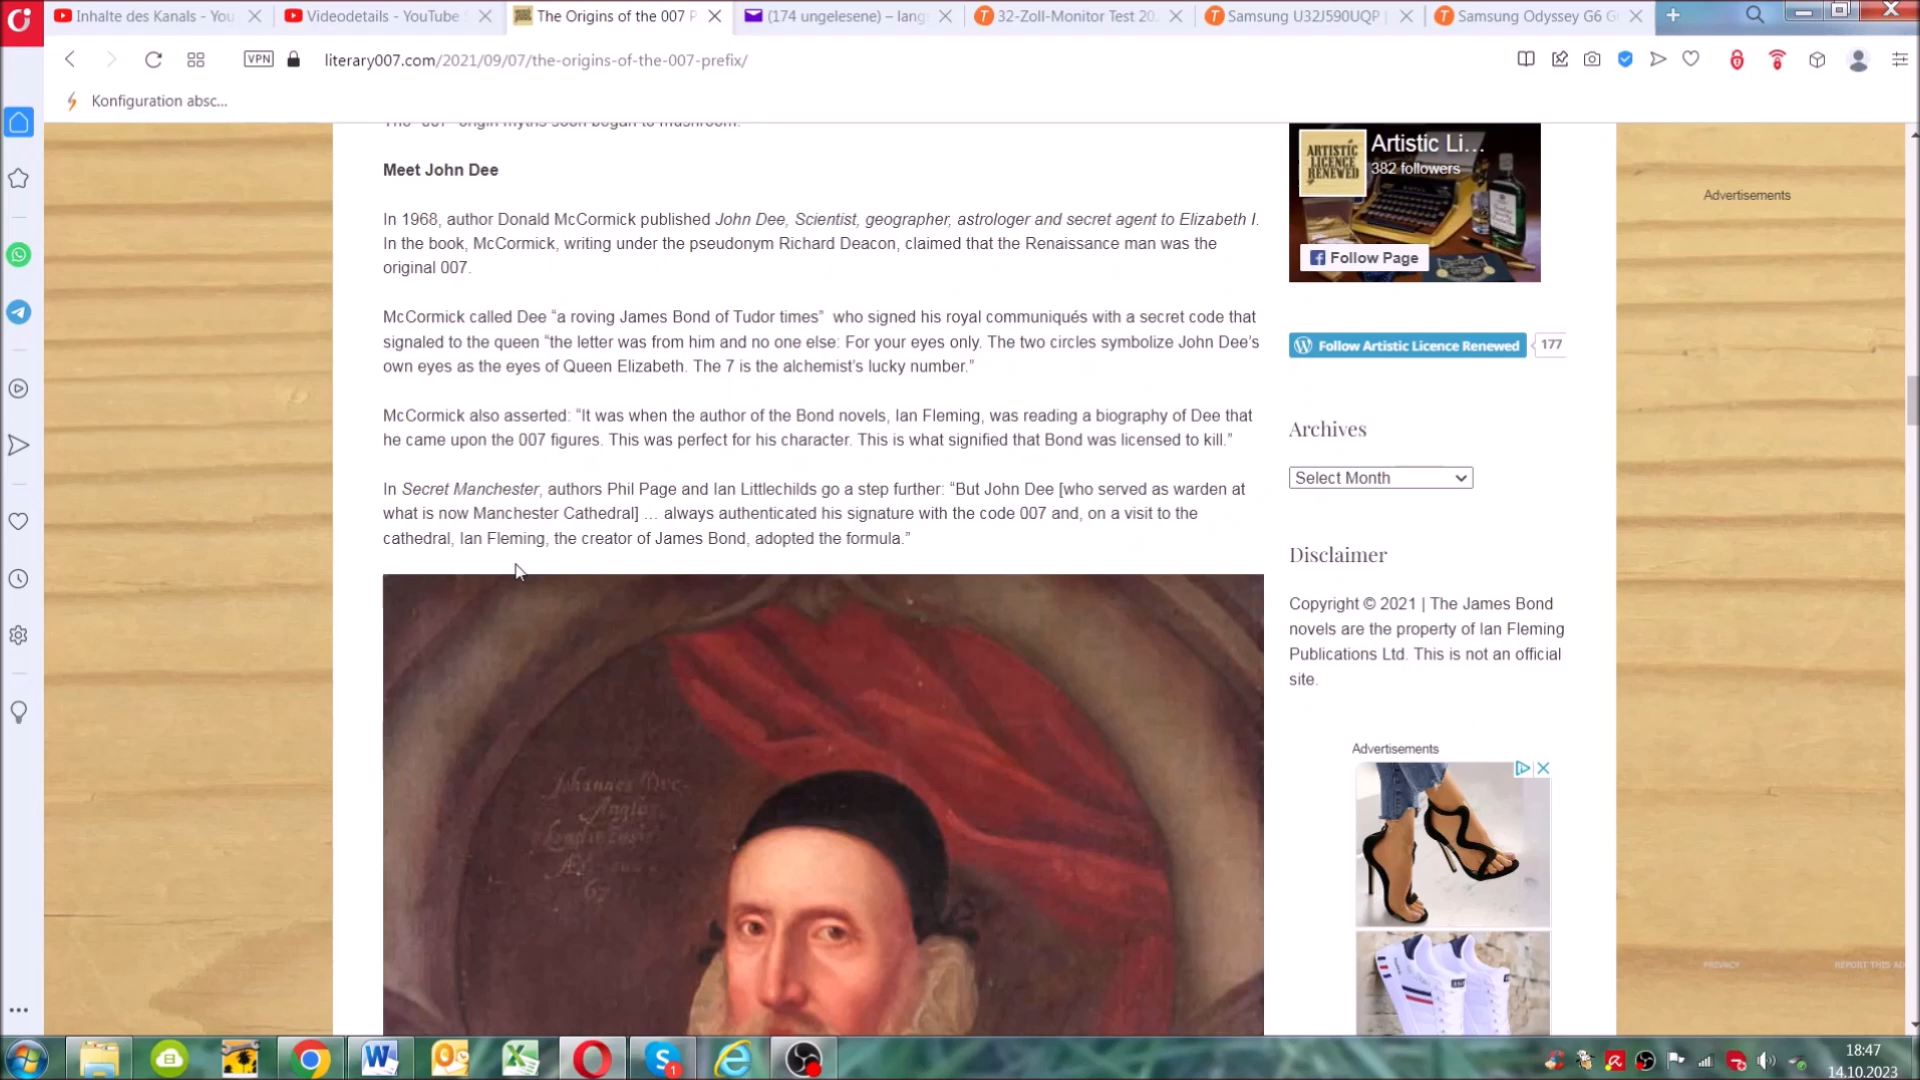 Inhalte des Kanals - You
Videodetails - YouTube S
The Origins of the 007 P
(174 ungelesene) – lang
32-Zoll-Monitor Test 20
Samsung U32J590UQP |
Samsung Odyssey G6 G
VPN
literary007.com/2021/09/07/the-origins-of-the-007-prefix/
Konfiguration absc...
The "007" origin myths soon began to mushroom.
Meet John Dee
In 1968, author Donald McCormick published John Dee, Scientist, geographer, astrologer and secret agent to Elizabeth I.
In the book, McCormick, writing under the pseudonym Richard Deacon, claimed that the Renaissance man was the
original 007.
McCormick called Dee “a roving James Bond of Tudor times”  who signed his royal communiqués with a secret code that
signaled to the queen “the letter was from him and no one else: For your eyes only. The two circles symbolize John Dee’s
own eyes as the eyes of Queen Elizabeth. The 7 is the alchemist’s lucky number.”
McCormick also asserted: “It was when the author of the Bond novels, Ian Fleming, was reading a biography of Dee that
he came upon the 007 figures. This was perfect for his character. This is what signified that Bond was licensed to kill.”
In Secret Manchester, authors Phil Page and Ian Littlechilds go a step further: “But John Dee [who served as warden at
what is now Manchester Cathedral] … always authenticated his signature with the code 007 and, on a visit to the
cathedral, Ian Fleming, the creator of James Bond, adopted the formula.”
Johannes Dee
Anglus
67
ARTISTIC
LICENCE
RENEWED
Artistic Li...
382 followers
Follow Page
Follow Artistic Licence Renewed
177
Archives
Select Month
Disclaimer
Copyright © 2021 | The James Bond
novels are the property of Ian Fleming
Publications Ltd. This is not an official
site.
Advertisements
Advertisements
PRIVACY
REPORT THIS AD
1
18:47
14.10.2023